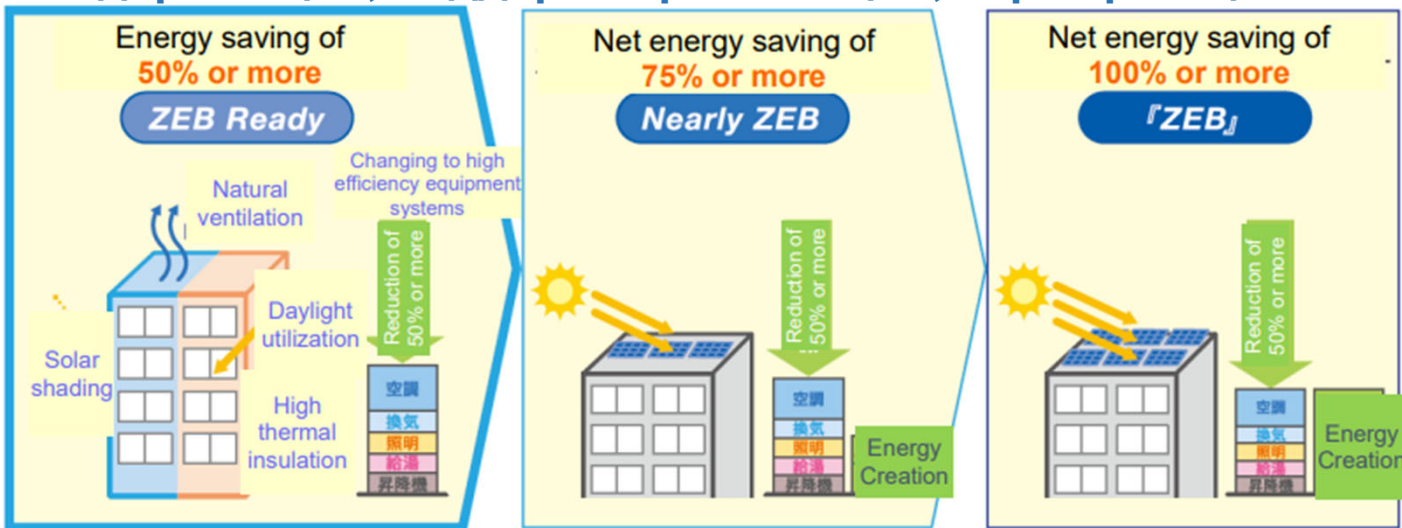 Energy saving of
50% or more
ZEB Ready
Changing to high
efficiency equipment
systems
Natural
ventilation
Reduction of
50% or more
Daylight
utilization
Solar
shading
High
thermal
insulation
空調
換気
照明
給湯
昇降機
Net energy saving of
75% or more
Nearly ZEB
Reduction of
50% or more
空調
換気
照明
給湯
昇降機
Energy
Creation
Net energy saving of
100% or more
『ZEB』
Reduction of
50% or more
空調
換気
照明
給湯
昇降機
Energy
Creation